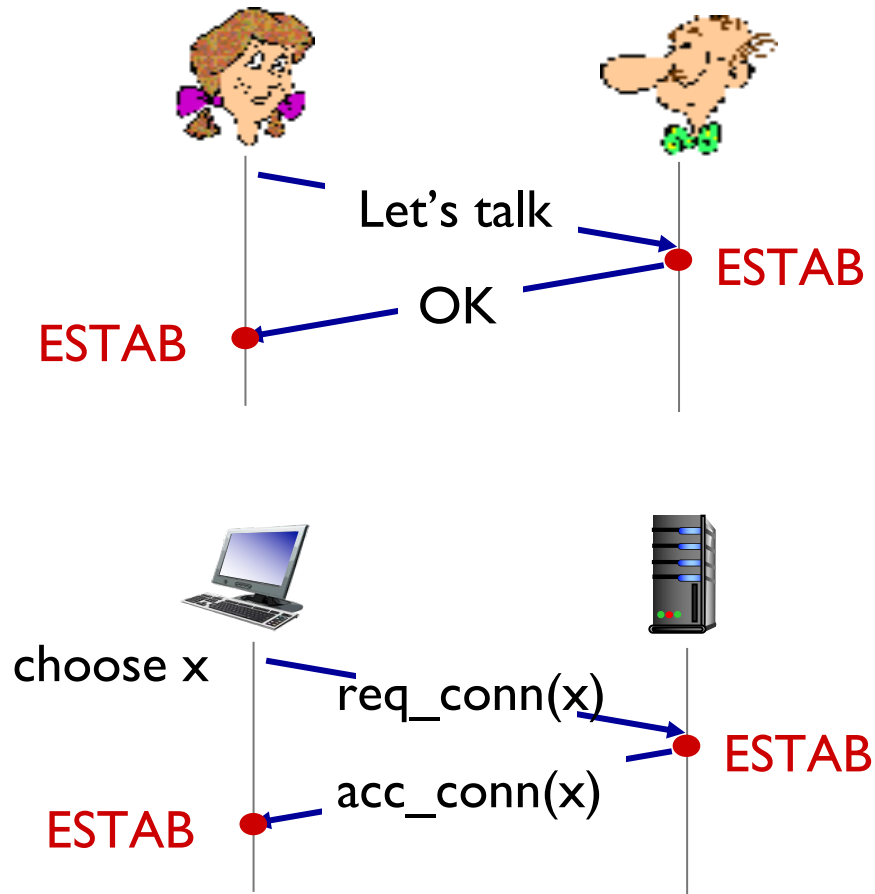 Let’s talk
ESTAB
OK
ESTAB
choose x
req_conn(x)
ESTAB
acc_conn(x)
ESTAB